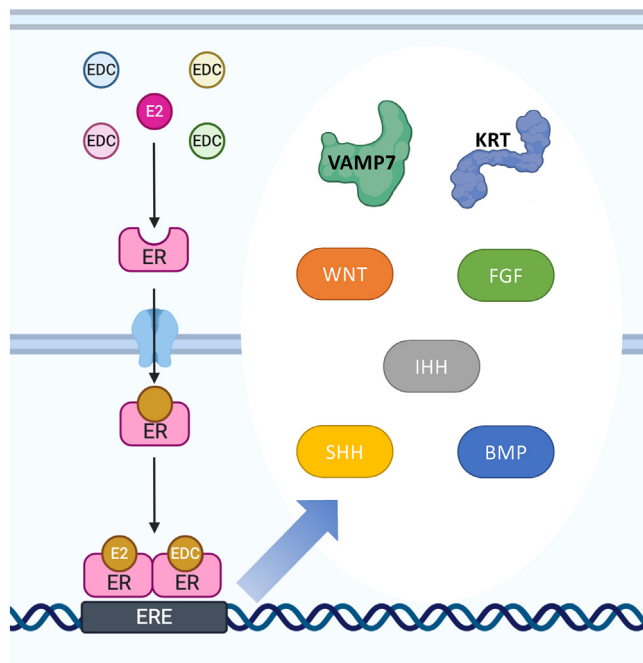 EDC
EDC
E2
EDC
EDC
VAMP7
KRT
ER
WNT
FGF
IHH
ER
SHH
BMP
E2
EDC
ER
ER
ERE